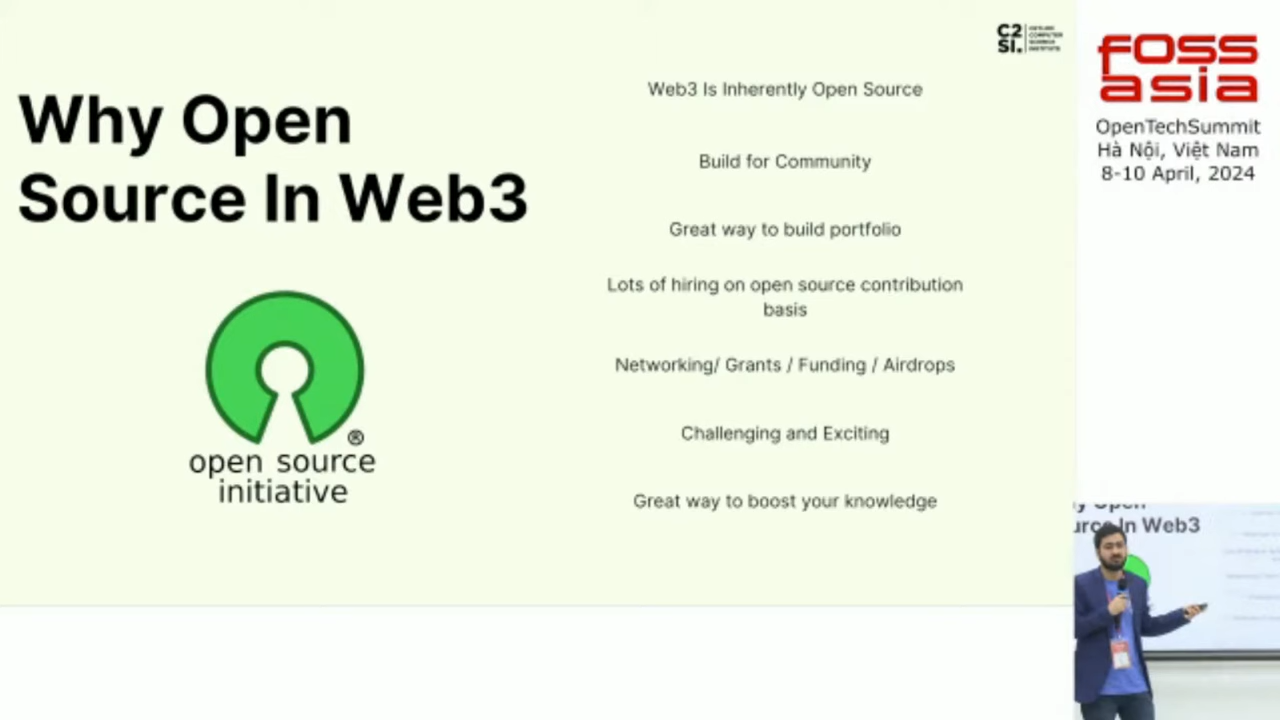 Why Open
Source In Web3
open source
initiative
®
C2
SI.
Web3 Is Inherently Open Source
Build for Community
Great way to build portfolio
Lots of hiring on open source contribution
basis
Networking/ Grants / Funding / Airdrops
Challenging and Exciting
Great way to boost your knowledge
FOSS
asia
OpenTechSummit
Hà Nội, Việt Nam
8-10 April, 2024
Open
In Web3